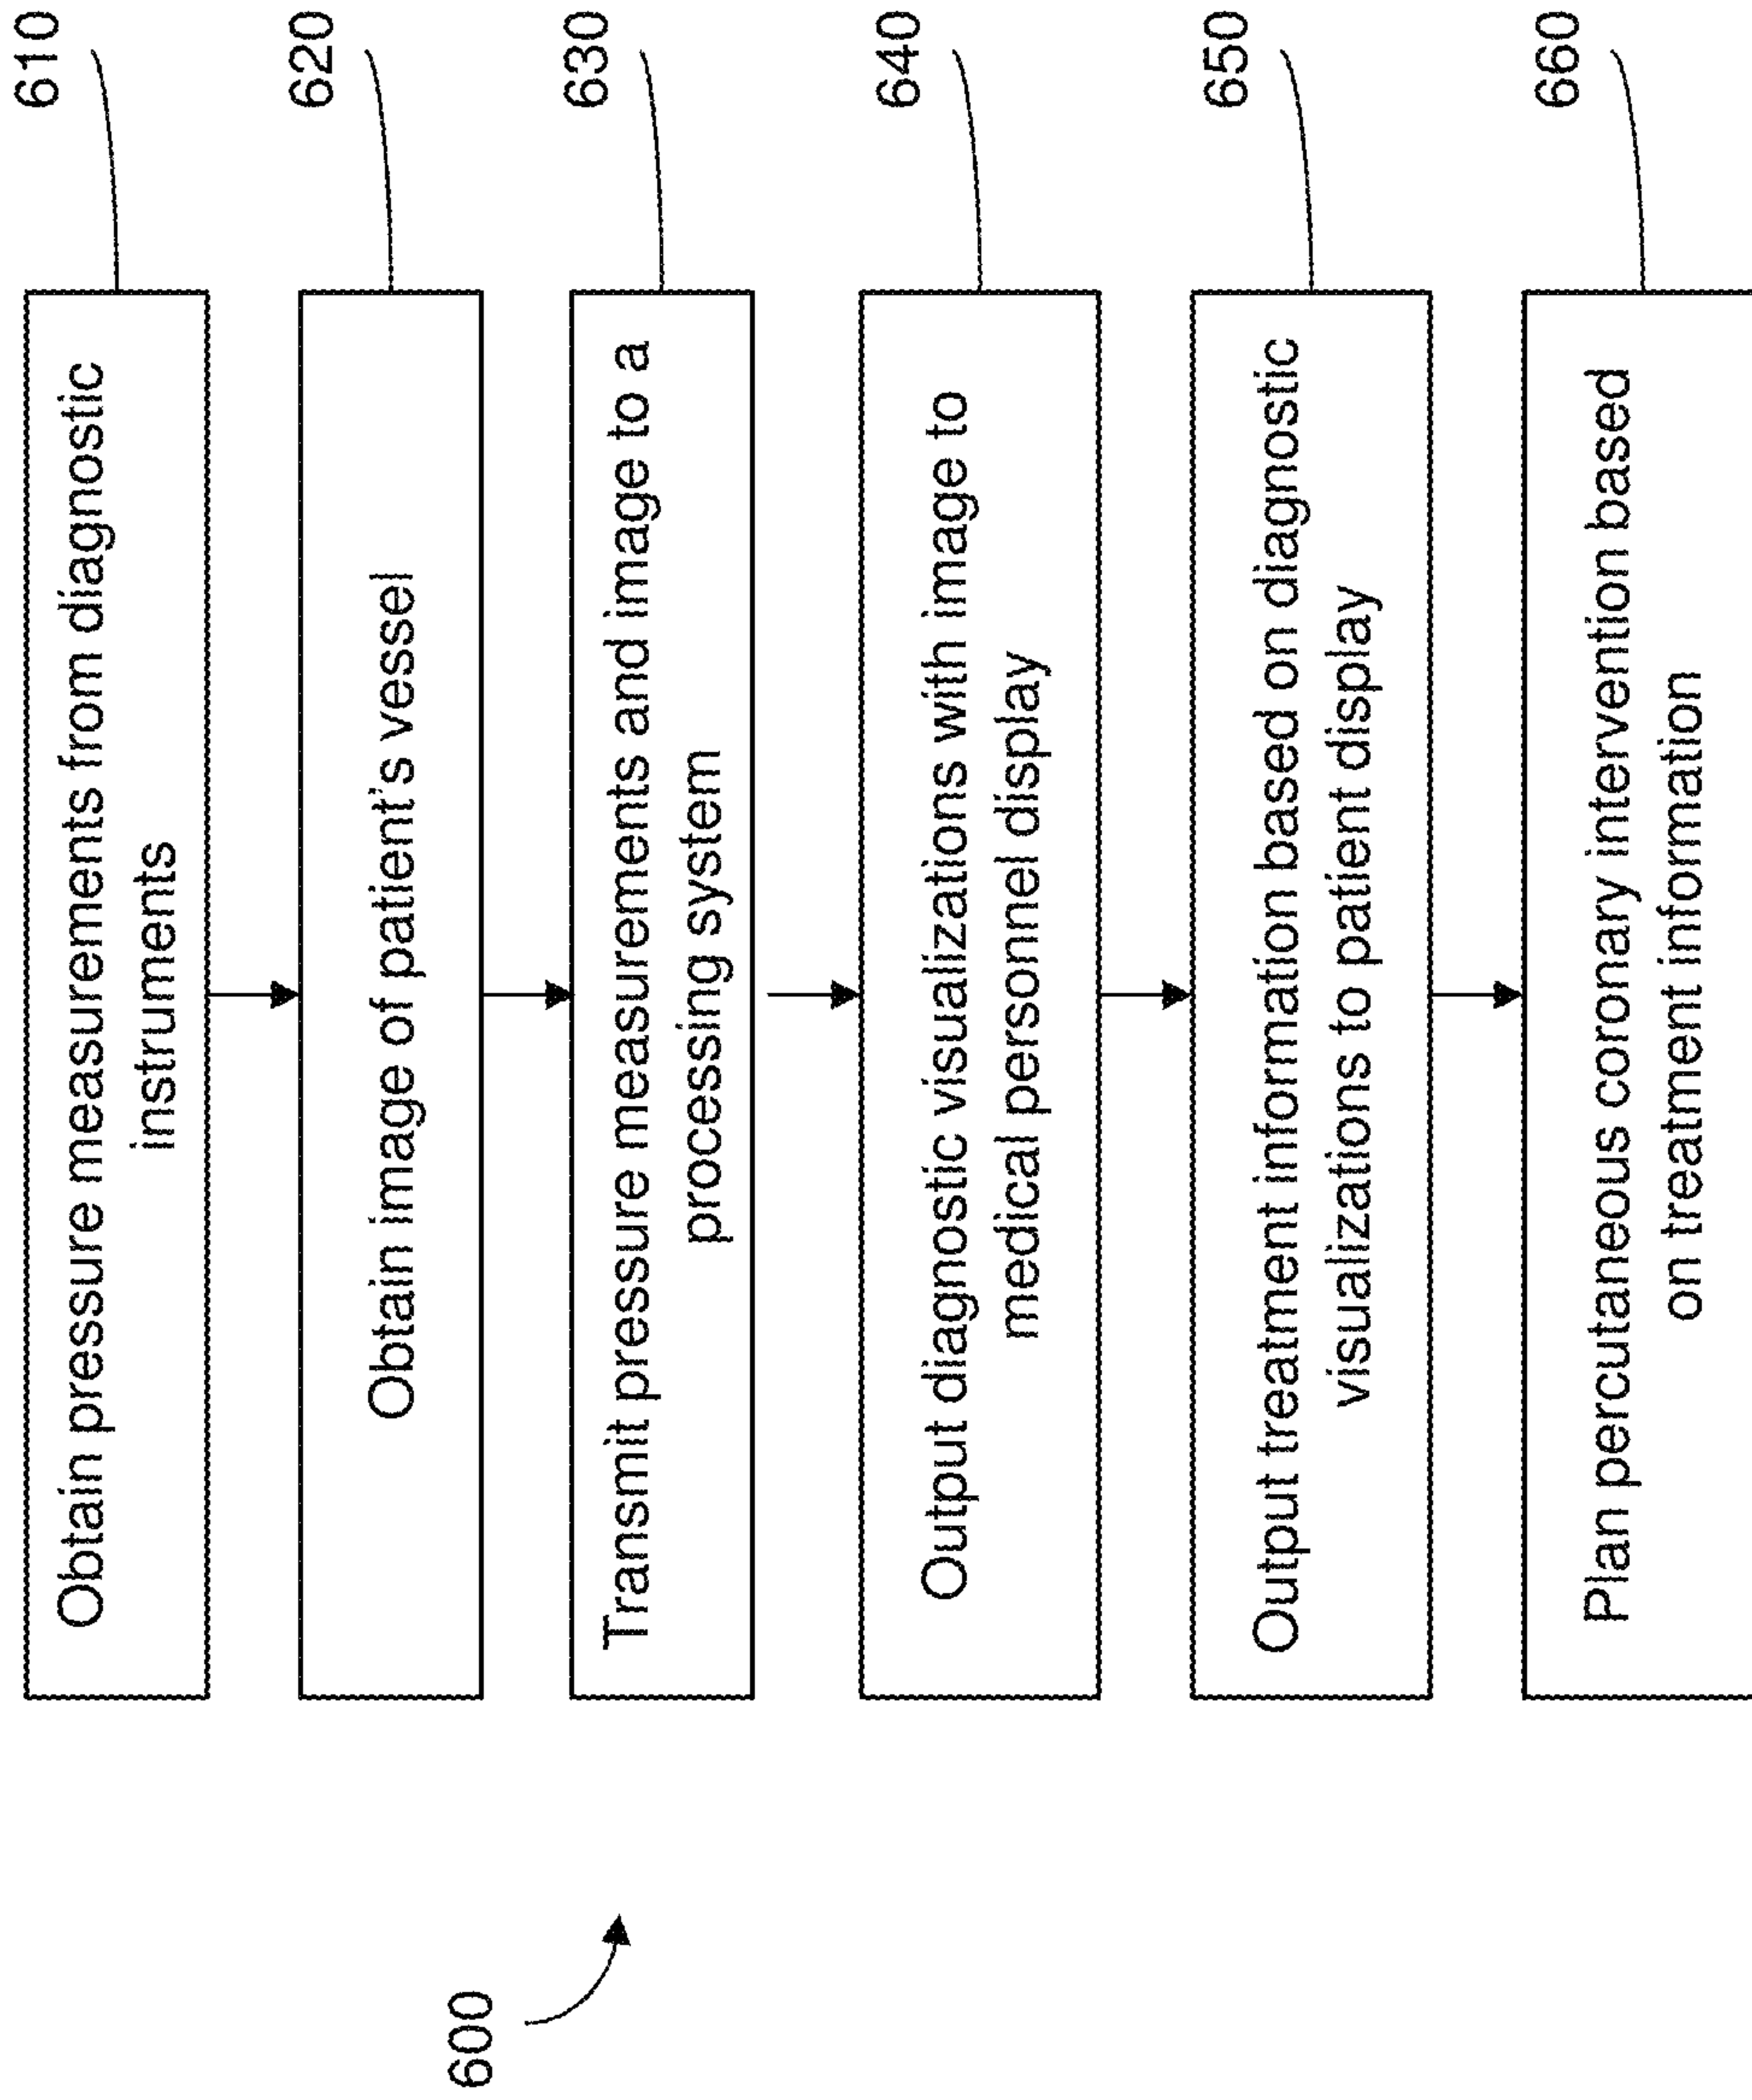 600
Obtain pressure measurements from diagnostic
instruments
610
Obtain image of patient's vessel
620
Transmit pressure measurements and image to a
processing system
630
Output diagnostic visualizations with image to
medical personnel display
640
Output treatment information based on diagnostic
visualizations to patient display
650
Plan percutaneous coronary intervention based
on treatment information
660